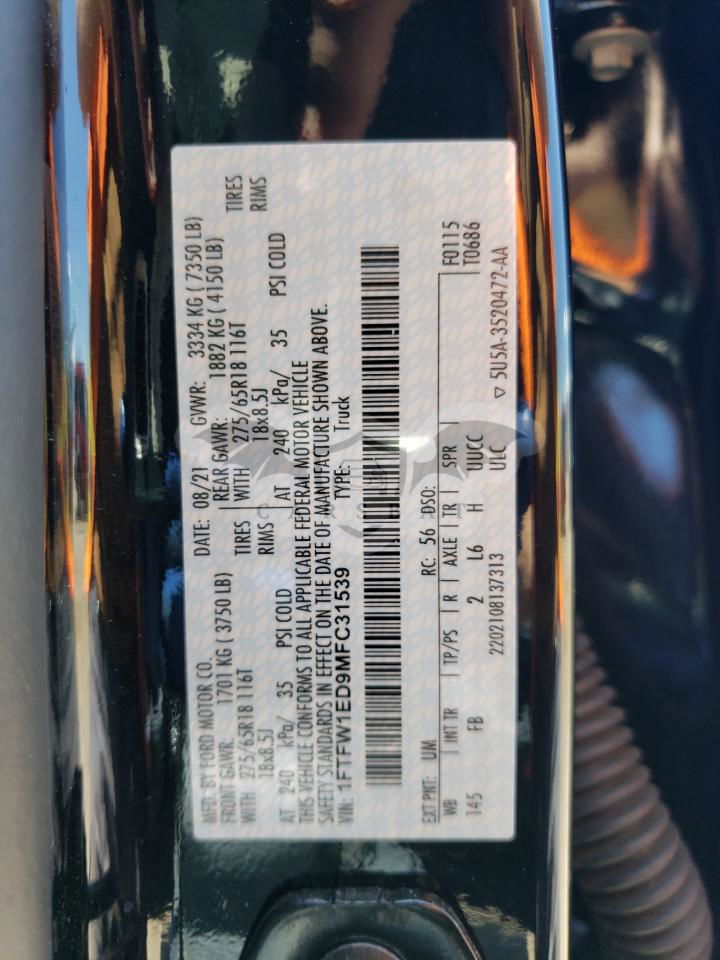 MFD. BY FORD MOTOR CO. DATE: 08/21 GVWR: 3334 KG ( 7350 LB)
FRONT GAWR: 1701 KG ( 3750 LB) REAR GAWR: 1882 KG ( 4150 LB)
WITH 275/65R18 116T TIRES WITH 275/65R18 116T TIRES
18x8.5J RIMS 18x8.5J RIMS
AT 240 kPa/ 35 PSI COLD AT 240 kPa/ 35 PSI COLD
THIS VEHICLE CONFORMS TO ALL APPLICABLE FEDERAL MOTOR VEHICLE
SAFETY STANDARDS IN EFFECT ON THE DATE OF MANUFACTURE SHOWN ABOVE.
VIN: 1FTFW1ED9MFC31539 TYPE: Truck
EXT PNT: UM RC: 56 DSO: F0115
WB INT TR TP/PS R AXLE TR SPR T0686
145 FB 2 L6 H UUCC
2202108137313 ULC ▽ 5U5A-3520472-AA